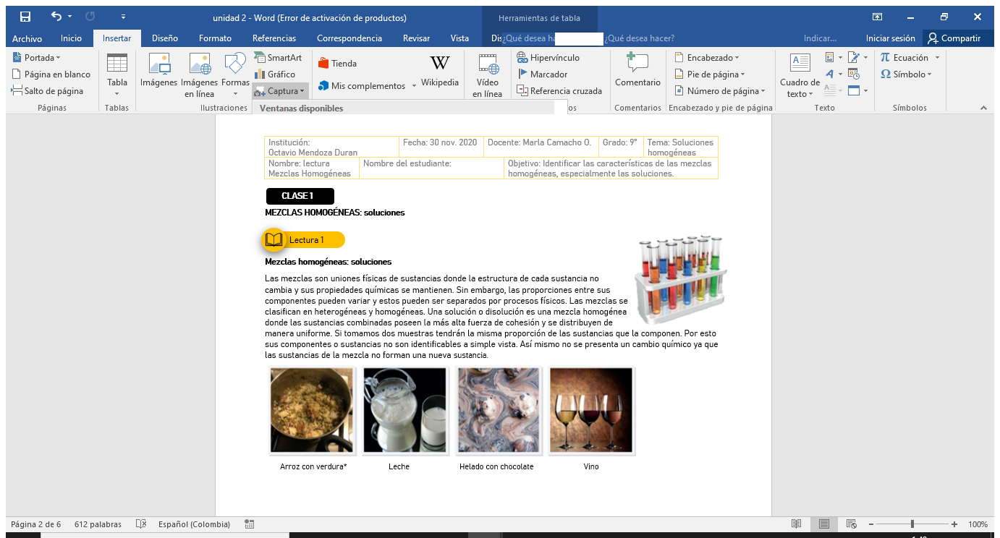 unidad 2 - Word (Error de activación de productos)
Herramientas de tabla
Archivo
Inicio
Insertar
Diseño
Formato
Referencias
Correspondencia
Revisar
Vista
¿Qué desea
¿Qué desea hacer?
Indicar...
Iniciar sesión
Compartir
Portada
Página en blanco
Salto de página
Páginas
Tabla
Tablas
Imágenes
Imágenes en línea
Formas
SmartArt
Gráfico
Captura
Ilustraciones
Ventanas disponibles
Tienda
Mis complementos
W
Wikipedia
Vídeo
en línea
Hipervínculo
Marcador
Referencia cruzada
Comentario
Comentarios
Encabezado
Pie de página
Número de página
Encabezado y pie de página
Cuadro de
texto
Texto
π Ecuación
Ω Símbolo
Símbolos
Institución:
Octavio Mendoza Duran
Fecha: 30 nov. 2020
Docente: Marla Camacho O.
Grado: 9°
Tema: Soluciones
homogéneas
Nombre: lectura
Mezclas Homogéneas
Nombre del estudiante:
Objetivo: Identificar las características de las mezclas
homogéneas, especialmente las soluciones.
CLASE 1
MEZCLAS HOMOGÉNEAS: soluciones
Lectura 1
Mezclas homogéneas: soluciones
Las mezclas son uniones físicas de sustancias donde la estructura de cada sustancia no
cambia y sus propiedades químicas se mantienen. Sin embargo, las proporciones entre sus
componentes pueden variar y estos pueden ser separados por procesos físicos. Las mezclas se
clasifican en heterogéneas y homogéneas. Una solución o disolución es una mezcla homogénea
donde las sustancias combinadas poseen la más alta fuerza de cohesión y se distribuyen de
manera uniforme. Si tomamos dos muestras tendrán la misma proporción de las sustancias que la componen. Por esto
sus componentes o sustancias no son identificables a simple vista. Así mismo no se presenta un cambio químico ya que
las sustancias de la mezcla no forman una nueva sustancia.
Arroz con verdura*
Leche
Helado con chocolate
Vino
Página 2 de 6
612 palabras
Español (Colombia)
100%